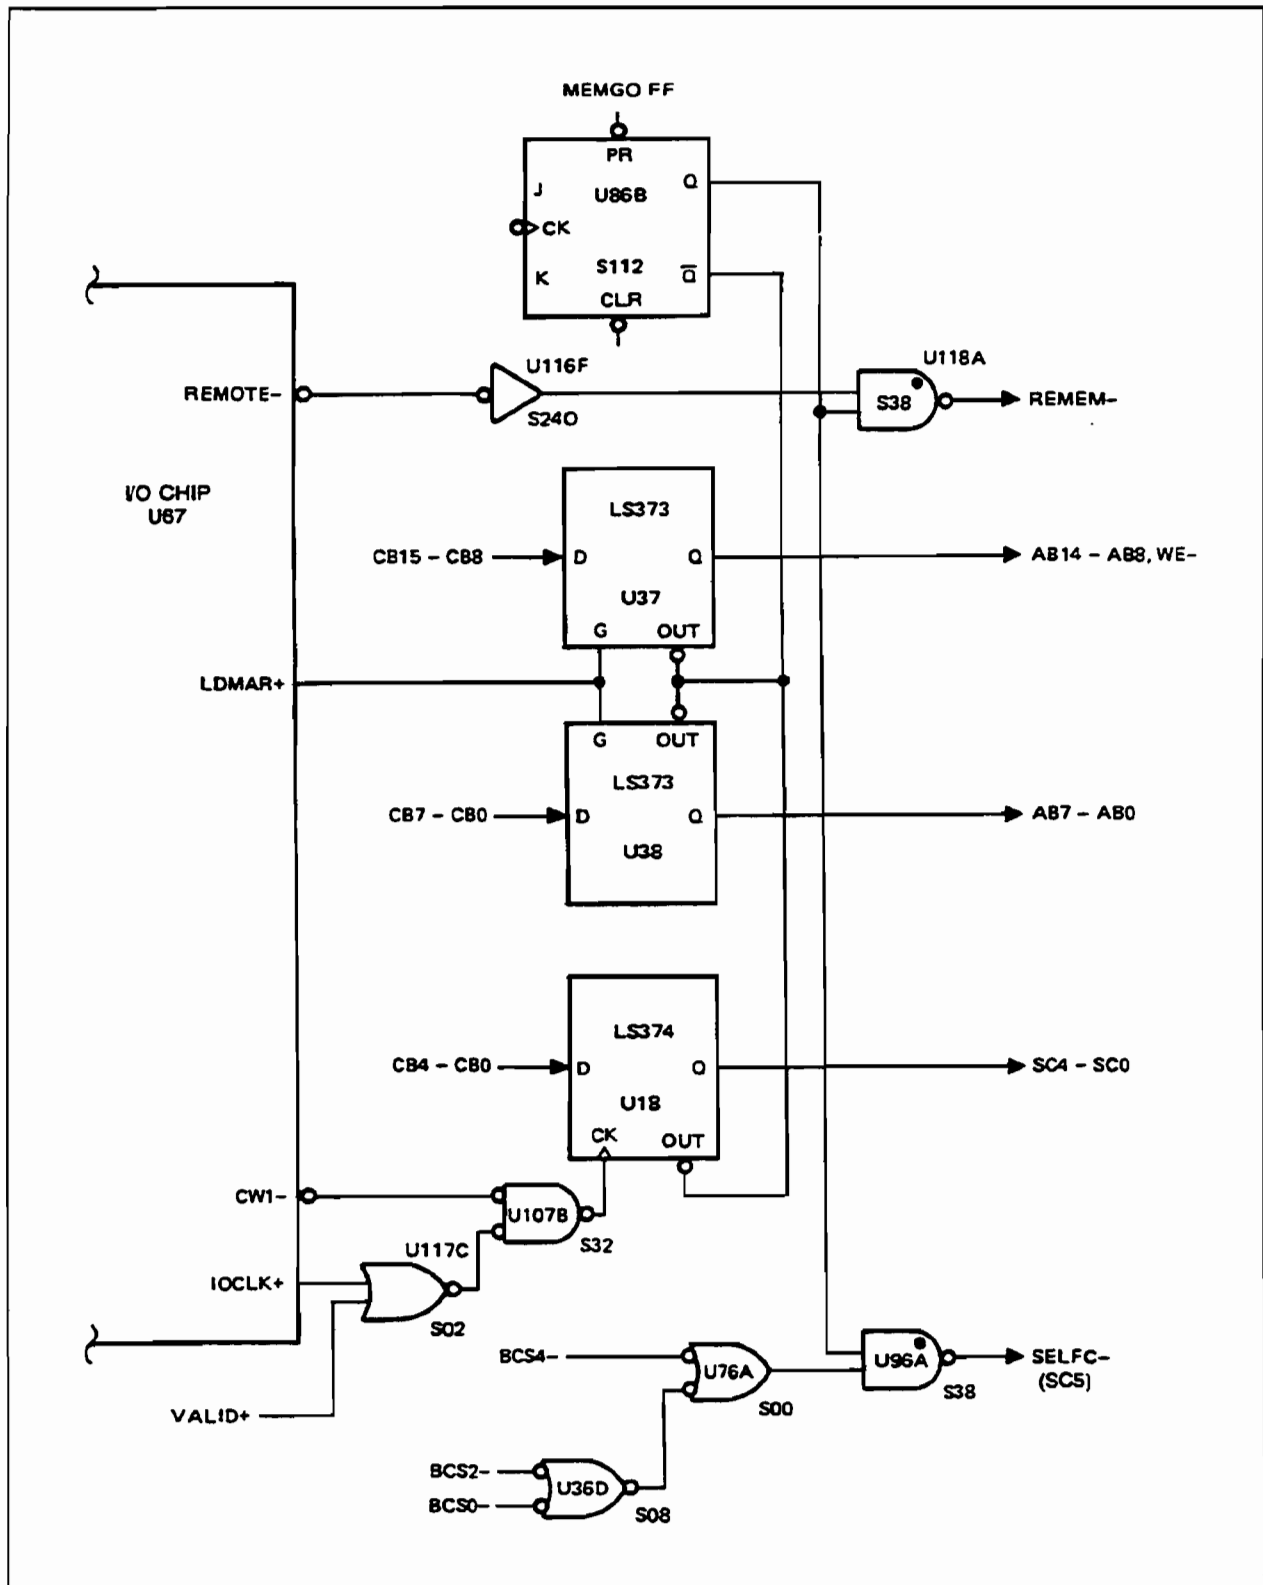 MEMGO FF
PR
J
U86B
Q
CK
K
S112
Q
CLR
U116F
U118A
REMOTE-
S240
S38
REMEM-
I/O CHIP
U67
LS373
CB15 - CB8
D
Q
AB14 - AB8, WE-
U37
G
OUT
LDMAR+
G
OUT
LS373
CB7 - CB0
D
Q
AB7 - AB0
U38
LS374
CB4 - CB0
D
Q
SC4 - SC0
U18
CK
OUT
CW1-
U107B
S32
U117C
IOCLK+
S02
BCS4-
U76A
U96A
SELFC-
(SC5)
S38
S00
VALID+
BCS2-
U36D
BCS0-
S08